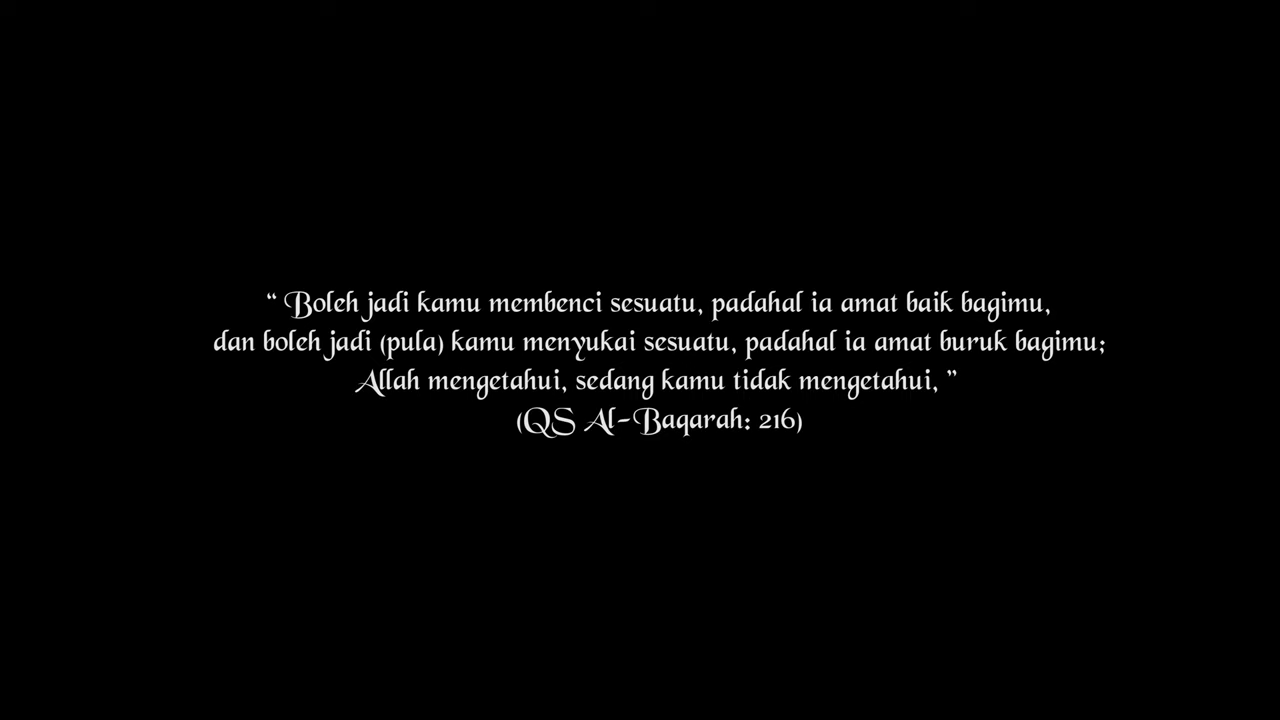 “ Boleh jadi kamu membenci sesuatu, padahal ia amat baik bagimu,
dan boleh jadi (pula) kamu menyukai sesuatu, padahal ia amat buruk bagimu;
Allah mengetahui, sedang kamu tidak mengetahui, ”
(QS Al-Baqarah: 216)